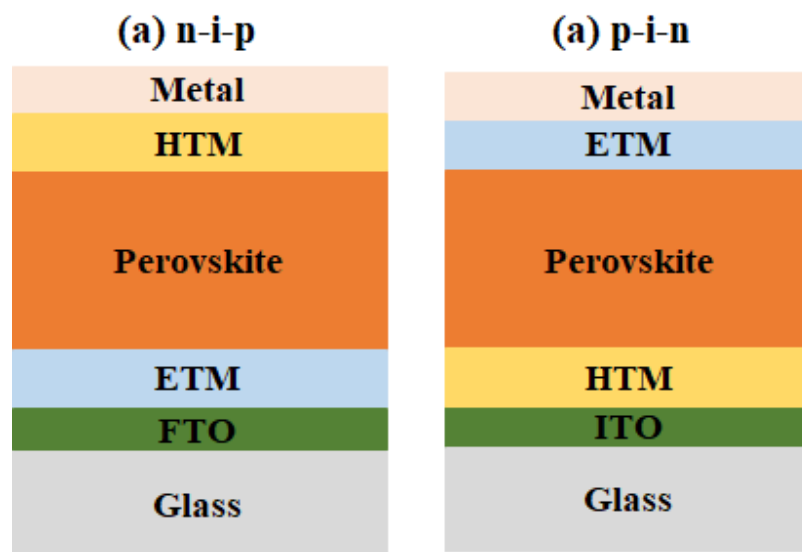 (a) n-i-p
Metal
HTM
Perovskite
ETM
FTO
Glass
(a) p-i-n
Metal
ETM
Perovskite
HTM
ITO
Glass